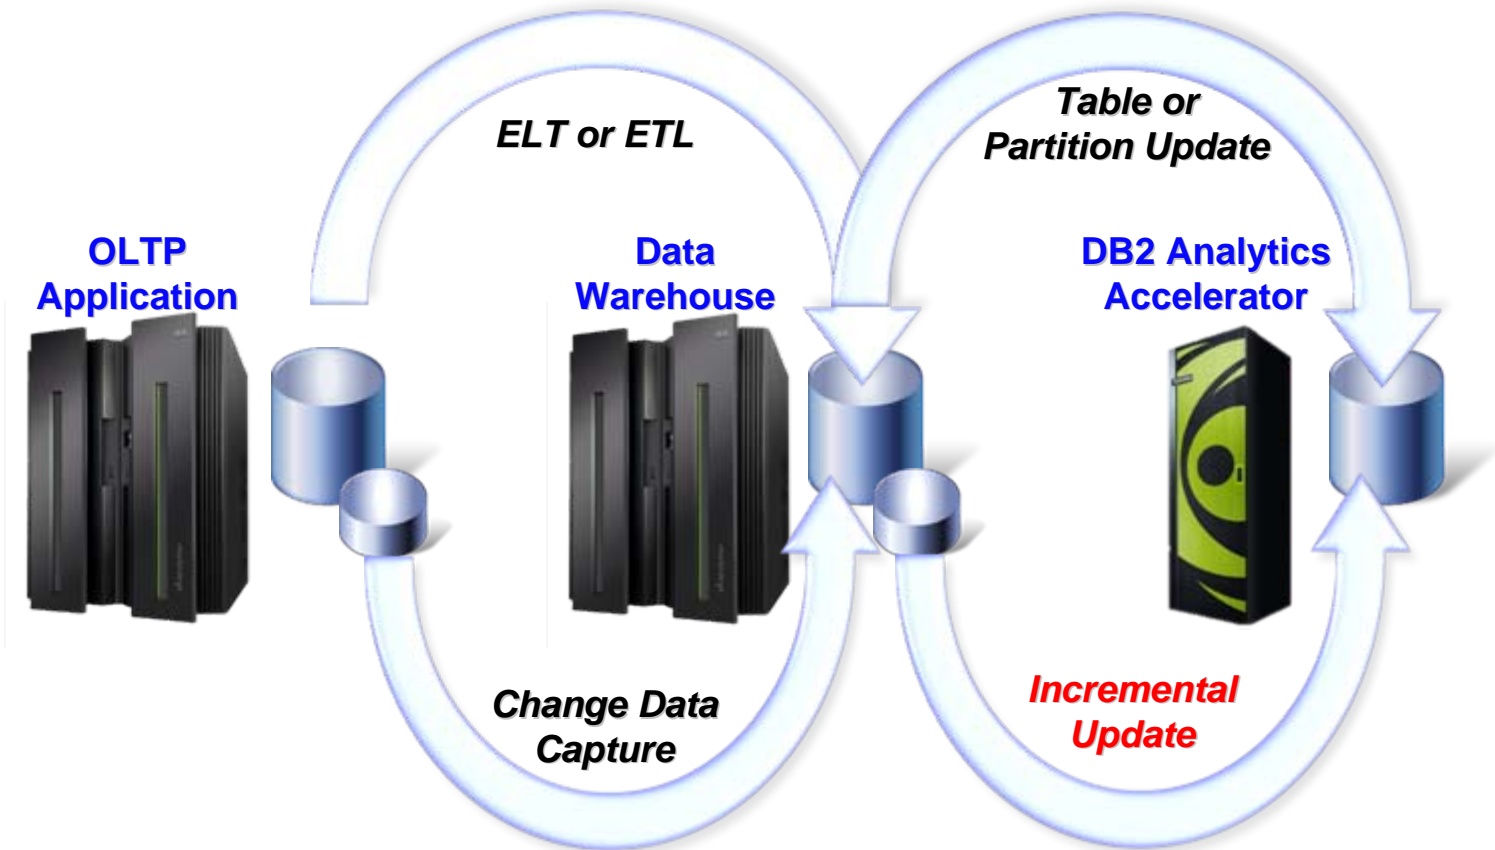 ELT or ETL
Table or
Partition Update
OLTP
Application
Data
Warehouse
DB2 Analytics
Accelerator
Change Data
Capture
Incremental
Update